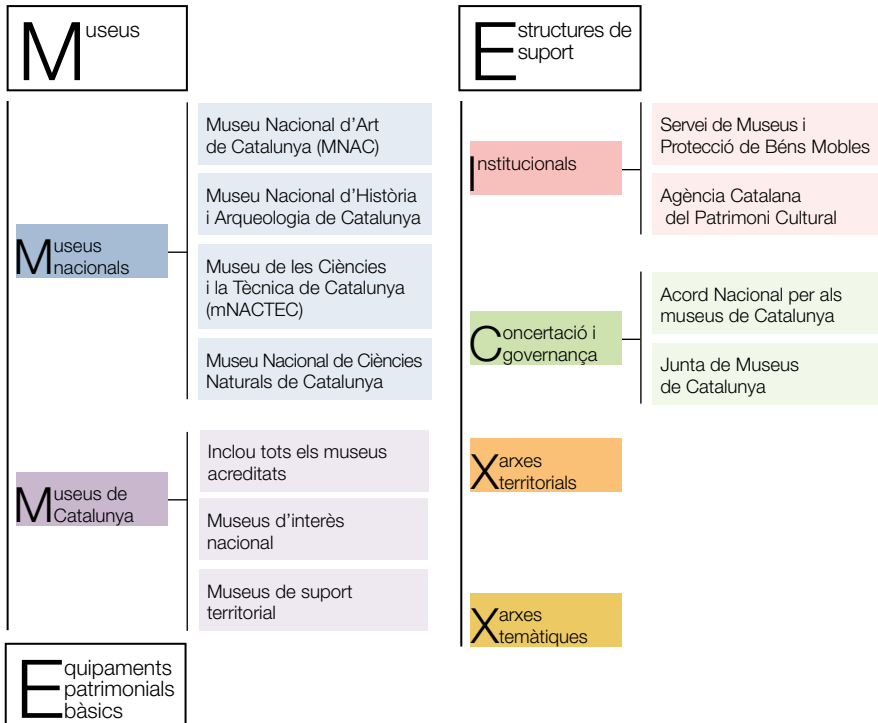 Museus
Museus
nacionals
Museu Nacional d’Art
de Catalunya (MNAC)
Museu Nacional d’Història
i Arqueologia de Catalunya
Museu de les Ciències
i la Tècnica de Catalunya
(mNACTEC)
Museu Nacional de Ciències
Naturals de Catalunya
Museus de
Catalunya
Inclou tots els museus
acreditats
Museus d’interès
nacional
Museus de suport
territorial
Equipaments
patrimonials
bàsics
Estructures de
suport
Institucionals
Servei de Museus i
Protecció de Béns Mobles
Agència Catalana
del Patrimoni Cultural
Concertació i
governança
Acord Nacional per als
museus de Catalunya
Junta de Museus
de Catalunya
Xarxes
territorials
Xarxes
temàtiques